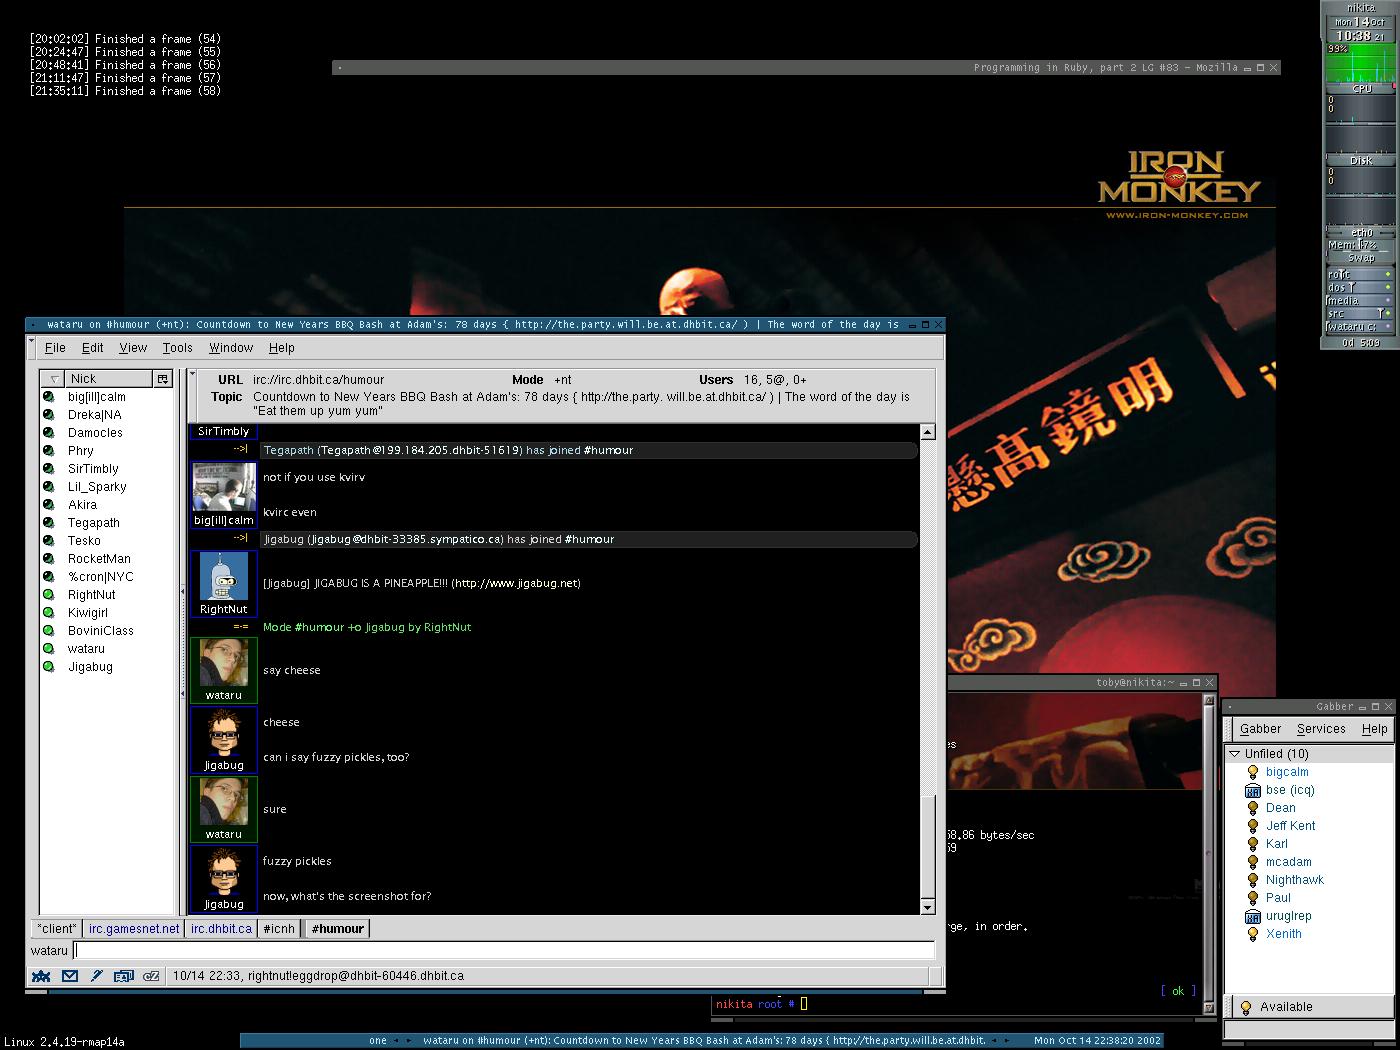 [20:02:02] Finished a frame (54)
[20:24:47] Finished a frame (55)
[20:48:41] Finished a frame (56)
[21:11:47] Finished a frame (57)
[21:35:11] Finished a frame (58)
Programming in Ruby, part 2 LG #83 - Mozilla
nikita
Mon 14 Oct
10:38 21
99%
CPU
0
0
Disk
0
0
eth0
Mem:
Swap
root
dos
media
src
wataru c:
0d 5:09
IRON
MONKEY
WWW.IRON-MONKEY.COM
懸高鏡明
wataru on #humour (+nt): Countdown to New Years BBQ Bash at Adam's: 78 days { http://the.party.will.be.at.dhbit.ca/ ) | The word of the day is
File Edit View Tools Window Help
Nick
big[ill]calm
Dreka|NA
Damocles
Phry
SirTimbly
Lil_Sparky
Akira
Tegapath
Tesko
RocketMan
%cron|NYC
RightNut
Kiwigirl
BoviniClass
wataru
Jigabug
URL irc://irc.dhbit.ca/humour Mode +nt Users 16, 5@, 0+
Topic Countdown to New Years BBQ Bash at Adam's: 78 days { http://the.party. will.be.at.dhbit.ca/ ) | The word of the day is
"Eat them up yum yum"
SirTimbly
-->| Tegapath (Tegapath@199.184.205.dhbit-51619) has joined #humour
not if you use kvirv
kvirc even
big[ill]calm
-->| Jigabug (Jigabug@dhbit-33385.sympatico.ca) has joined #humour
[Jigabug] JIGABUG IS A PINEAPPLE!!! (http://www.jigabug.net)
RightNut
=-= Mode #humour +o Jigabug by RightNut
say cheese
wataru
cheese
can i say fuzzy pickles, too?
Jigabug
sure
wataru
fuzzy pickles
now, what's the screenshot for?
Jigabug
*client* irc.gamesnet.net irc.dhbit.ca #icnh #humour
wataru
10/14 22:33, rightnut!eggdrop@dhbit-60446.dhbit.ca
toby@nikita:~
es
58.86 bytes/sec
59
rge, in order.
[ ok ]
nikita root #
Gabber
Gabber Services Help
Unfiled (10)
bigcalm
bse (icq)
Dean
Jeff Kent
Karl
mcadam
Nighthawk
Paul
uruglrep
Xenith
Available
Linux 2.4.19-rmap14a
one wataru on #humour (+nt): Countdown to New Years BBQ Bash at Adam's: 78 days { http://the.party.will.be.at.dhbit. Mon Oct 14 22:38:20 2002